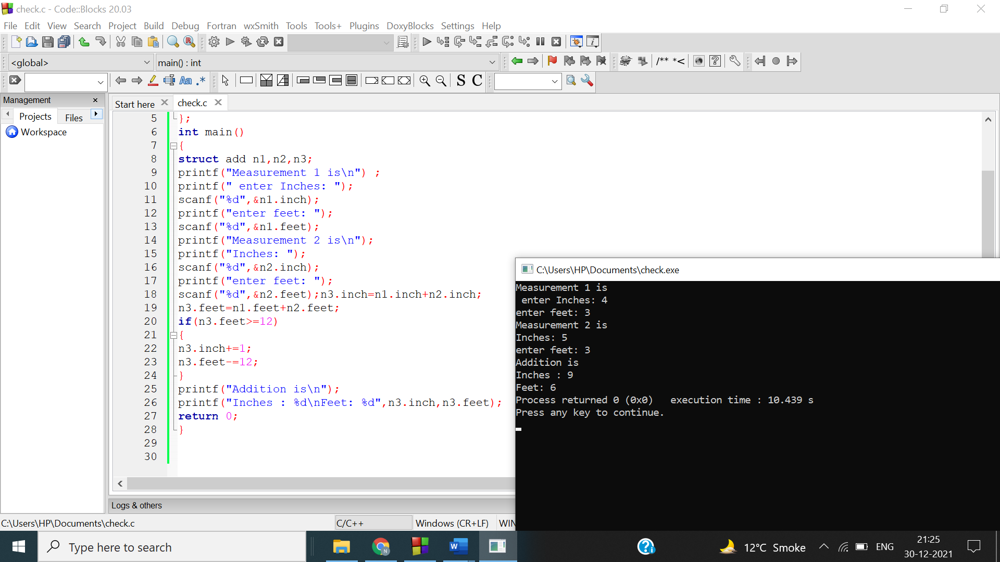 check.c - Code::Blocks 20.03
File Edit View Search Project Build Debug Fortran wxSmith Tools Tools+ Plugins DoxyBlocks Settings Help
<global> main() : int /** *<
Aa .* S C
Management
Projects Files
Workspace
Start here check.c
5 };
6 int main()
7 {
8 struct add n1,n2,n3;
9 printf("Measurement 1 is\n") ;
10 printf(" enter Inches: ");
11 scanf("%d",&n1.inch);
12 printf("enter feet: ");
13 scanf("%d",&n1.feet);
14 printf("Measurement 2 is\n");
15 printf("Inches: ");
16 scanf("%d",&n2.inch);
17 printf("enter feet: ");
18 scanf("%d",&n2.feet);n3.inch=n1.inch+n2.inch;
19 n3.feet=n1.feet+n2.feet;
20 if(n3.feet>=12)
21 {
22 n3.inch+=1;
23 n3.feet-=12;
24 }
25 printf("Addition is\n");
26 printf("Inches : %d\nFeet: %d",n3.inch,n3.feet);
27 return 0;
28 }
29
30
C:\Users\HP\Documents\check.exe
Measurement 1 is
 enter Inches: 4
enter feet: 3
Measurement 2 is
Inches: 5
enter feet: 3
Addition is
Inches : 9
Feet: 6
Process returned 0 (0x0)   execution time : 10.439 s
Press any key to continue.
Logs & others
C:\Users\HP\Documents\check.c C/C++ Windows (CR+LF) WIN
Type here to search
12°C Smoke ENG
21:25
30-12-2021